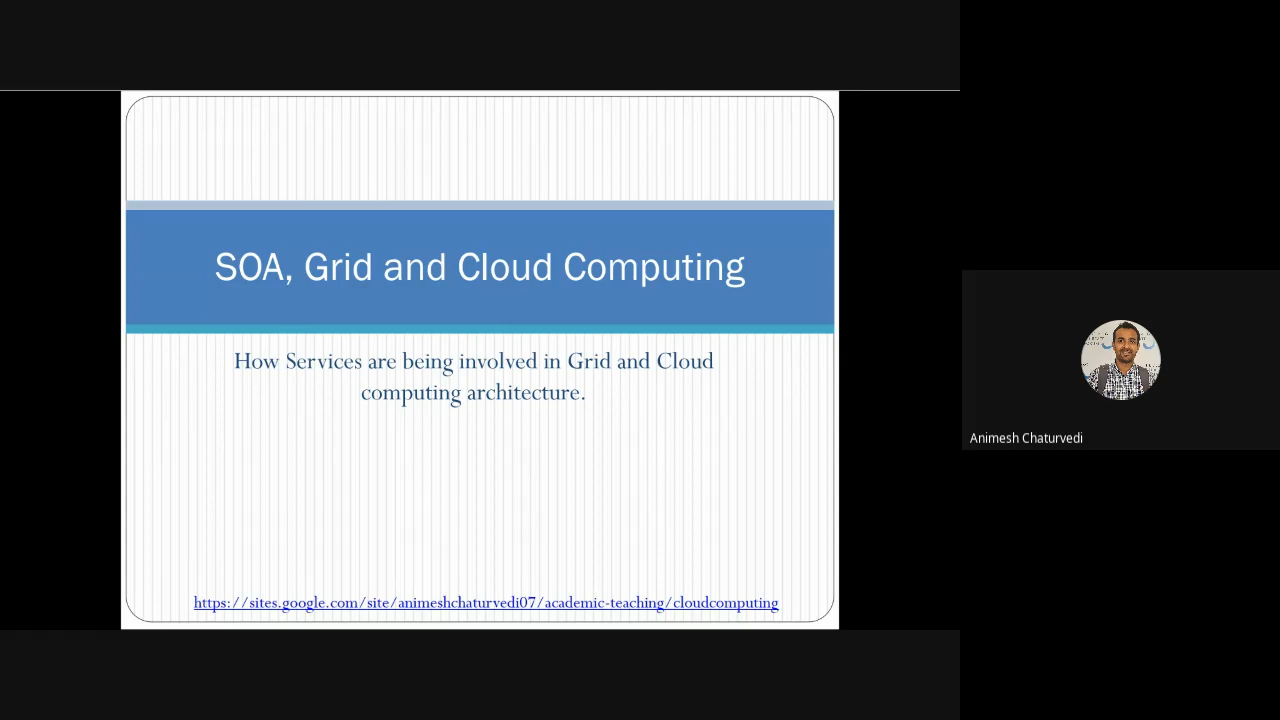 SOA, Grid and Cloud Computing
How Services are being involved in Grid and Cloud
computing architecture.
https://sites.google.com/site/animeshchaturvedi07/academic-teaching/cloudcomputing
Animesh Chaturvedi